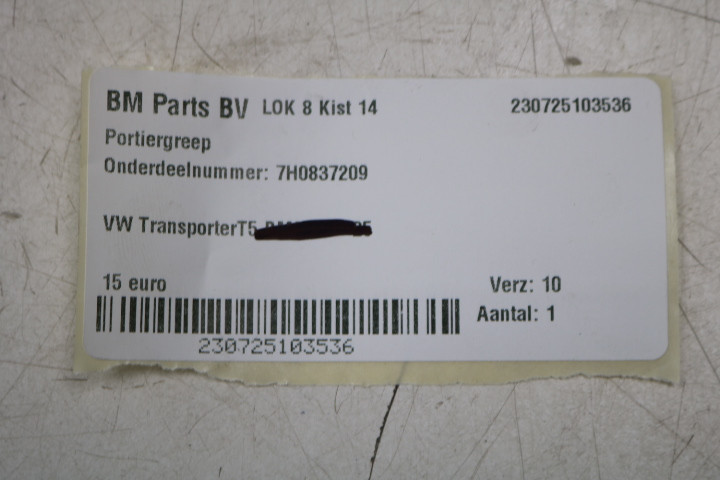 BM Parts BV LOK 8 Kist 14 230725103536
Portiergreep
Onderdeelnummer: 7H0837209
VW TransporterT5
15 euro Verz: 10
Aantal: 1
230725103536